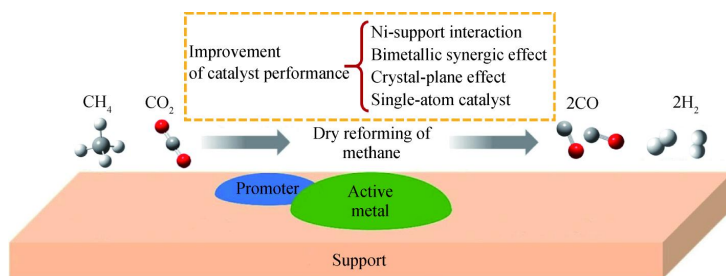 Improvement
of catalyst performance
Ni-support interaction
Bimetallic synergic effect
Crystal-plane effect
Single-atom catalyst
CH₄
CO₂
Dry reforming of
methane
2CO
2H₂
Promoter
Active
metal
Support